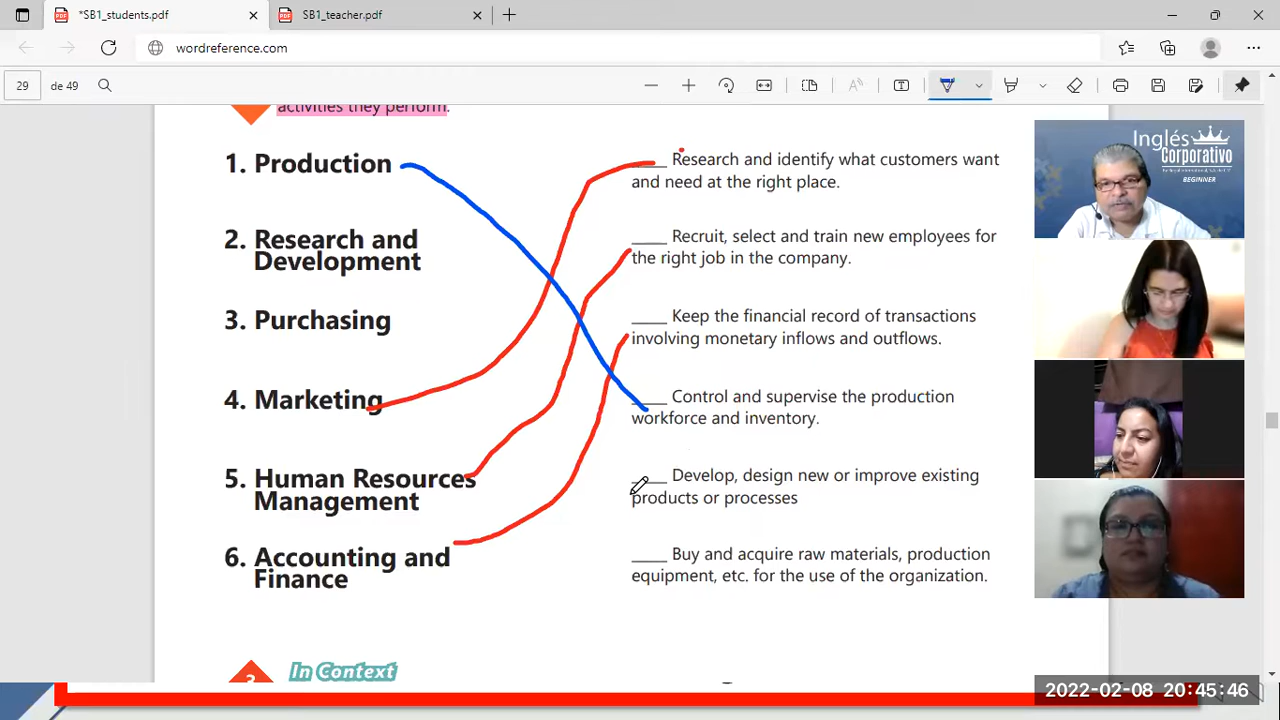 *SB1_students.pdf
SB1_teacher.pdf
wordreference.com
29 de 49
activities they perform.
1. Production
2. Research and
Development
3. Purchasing
4. Marketing
5. Human Resources
Management
6. Accounting and
Finance
____ Research and identify what customers want
and need at the right place.
____ Recruit, select and train new employees for
the right job in the company.
____ Keep the financial record of transactions
involving monetary inflows and outflows.
____ Control and supervise the production
workforce and inventory.
____ Develop, design new or improve existing
products or processes
____ Buy and acquire raw materials, production
equipment, etc. for the use of the organization.
3 In Context
Inglés
Corporativo
BEGINNER
2022-02-08 20:45:46